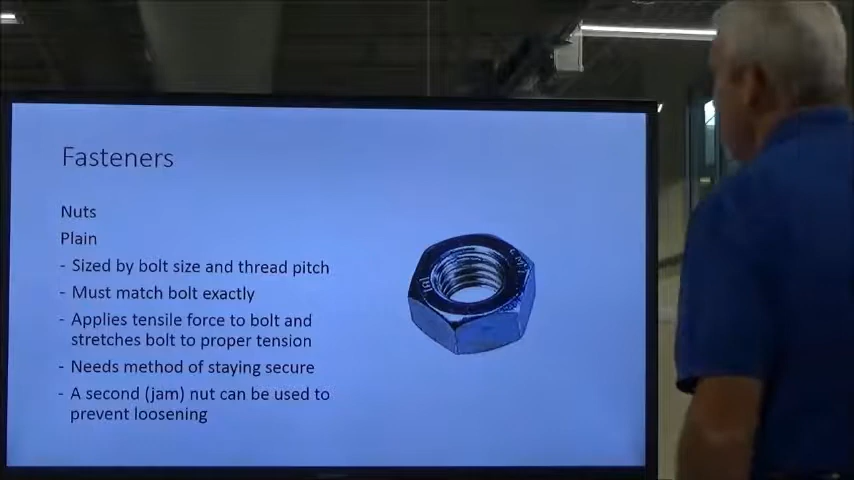 Fasteners
Nuts
Plain
- Sized by bolt size and thread pitch
- Must match bolt exactly
- Applies tensile force to bolt and
stretches bolt to proper tension
- Needs method of staying secure
- A second (jam) nut can be used to
prevent loosening